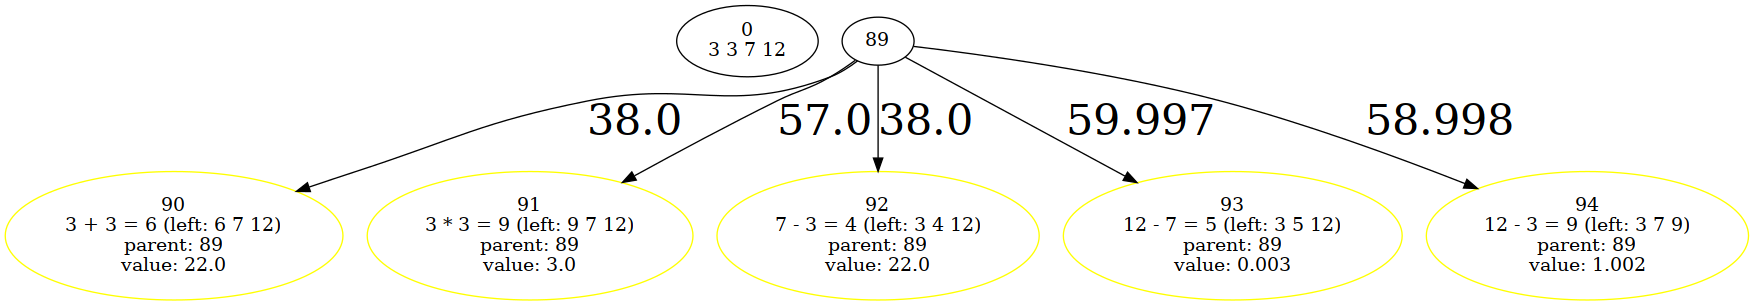 0
3 3 7 12
89
38.0
57.0
38.0
59.997
58.998
90
3 + 3 = 6 (left: 6 7 12)
parent: 89
value: 22.0
91
3 * 3 = 9 (left: 9 7 12)
parent: 89
value: 3.0
92
7 - 3 = 4 (left: 3 4 12)
parent: 89
value: 22.0
93
12 - 7 = 5 (left: 3 5 12)
parent: 89
value: 0.003
94
12 - 3 = 9 (left: 3 7 9)
parent: 89
value: 1.002